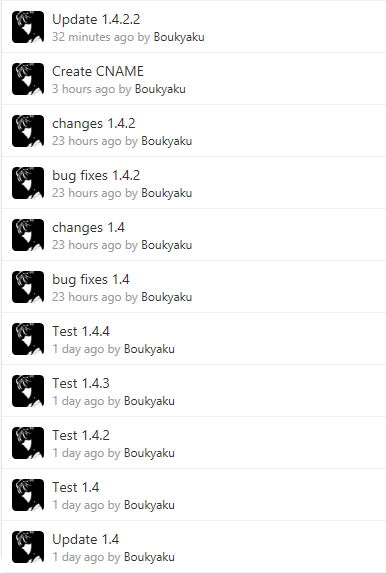 Update 1.4.2.2
32 minutes ago by Boukyaku
Create CNAME
3 hours ago by Boukyaku
changes 1.4.2
23 hours ago by Boukyaku
bug fixes 1.4.2
23 hours ago by Boukyaku
changes 1.4
23 hours ago by Boukyaku
bug fixes 1.4
23 hours ago by Boukyaku
Test 1.4.4
1 day ago by Boukyaku
Test 1.4.3
1 day ago by Boukyaku
Test 1.4.2
1 day ago by Boukyaku
Test 1.4
1 day ago by Boukyaku
Update 1.4
1 day ago by Boukyaku